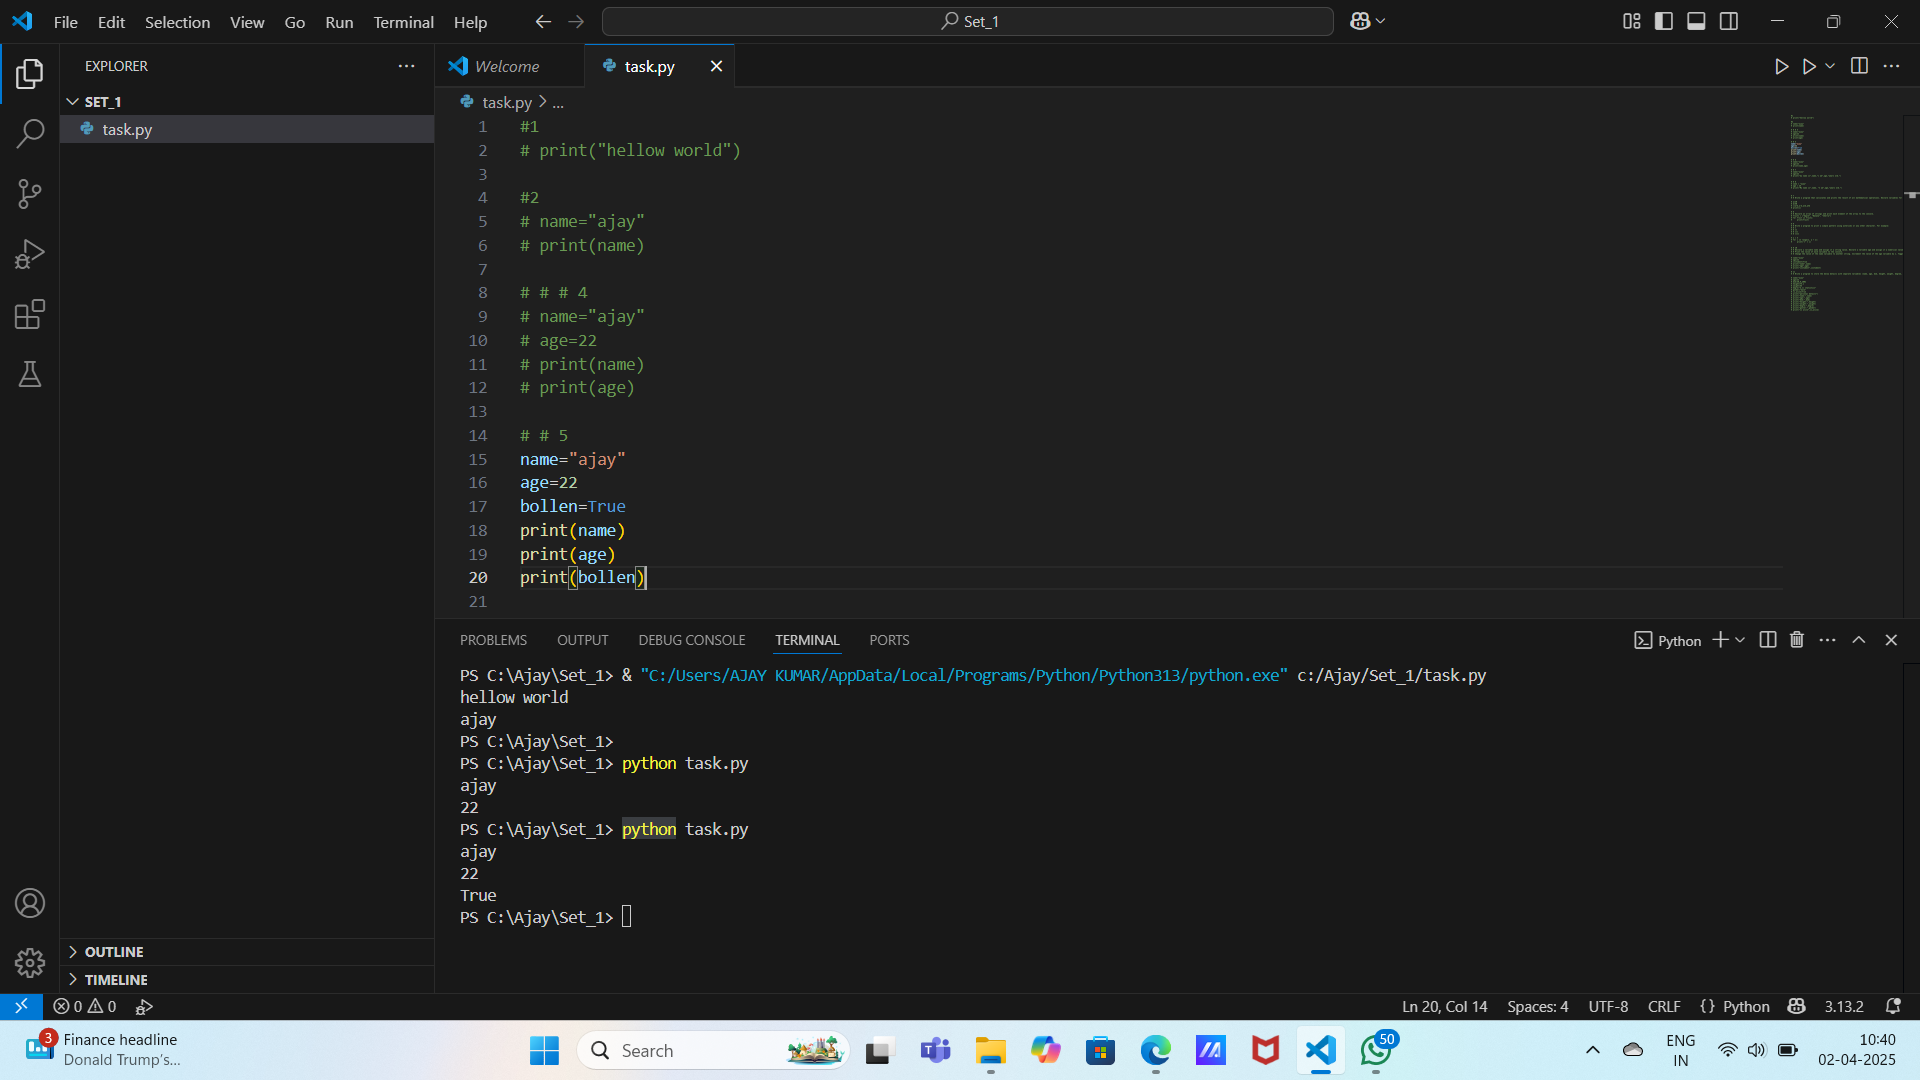 File Edit Selection View Go Run Terminal Help
Set_1
EXPLORER
SET_1
task.py
OUTLINE
TIMELINE
Welcome
task.py
task.py > ...
1 #1
2 # print("hellow world")
3
4 #2
5 # name="ajay"
6 # print(name)
7
8 # # # 4
9 # name="ajay"
10 # age=22
11 # print(name)
12 # print(age)
13
14 # # 5
15 name="ajay"
16 age=22
17 bollen=True
18 print(name)
19 print(age)
20 print(bollen)
21
PROBLEMS OUTPUT DEBUG CONSOLE TERMINAL PORTS
Python
PS C:\Ajay\Set_1> & "C:/Users/AJAY KUMAR/AppData/Local/Programs/Python/Python313/python.exe" c:/Ajay/Set_1/task.py
hellow world
ajay
PS C:\Ajay\Set_1>
PS C:\Ajay\Set_1> python task.py
ajay
22
PS C:\Ajay\Set_1> python task.py
ajay
22
True
PS C:\Ajay\Set_1>
0 0
Ln 20, Col 14 Spaces: 4 UTF-8 CRLF {} Python 3.13.2
3
Finance headline
Donald Trump's...
Search
50
ENG
IN
10:40
02-04-2025